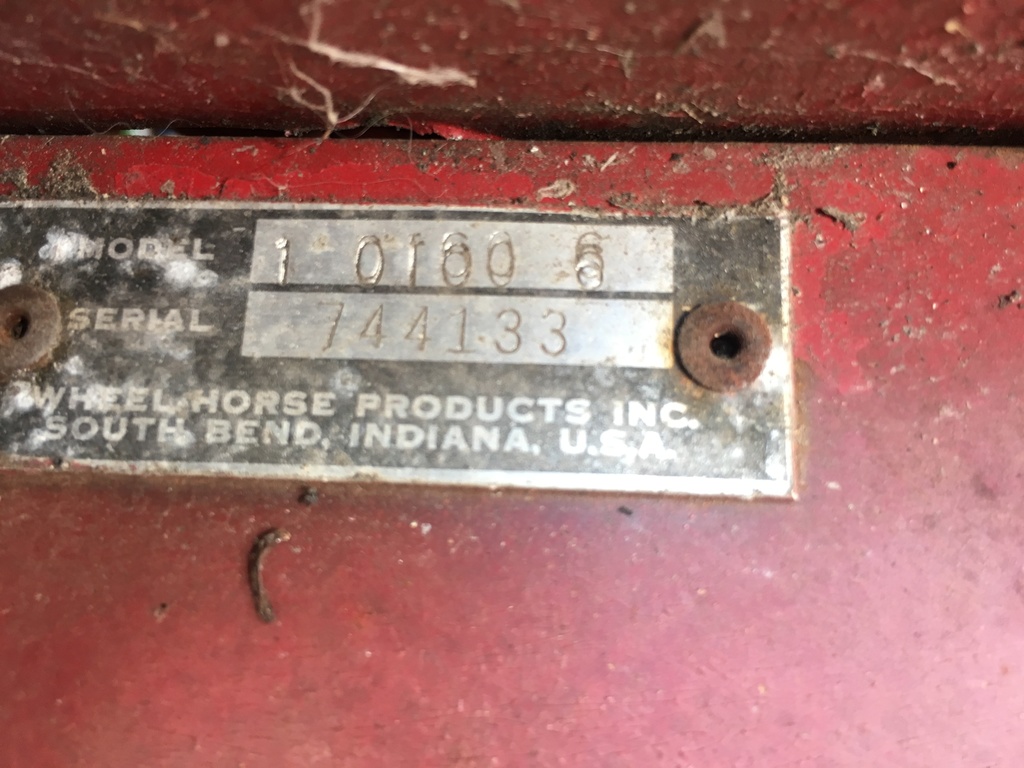 MODEL 1 0160 6
SERIAL 744133
WHEEL HORSE PRODUCTS INC.
SOUTH BEND, INDIANA, U.S.A.